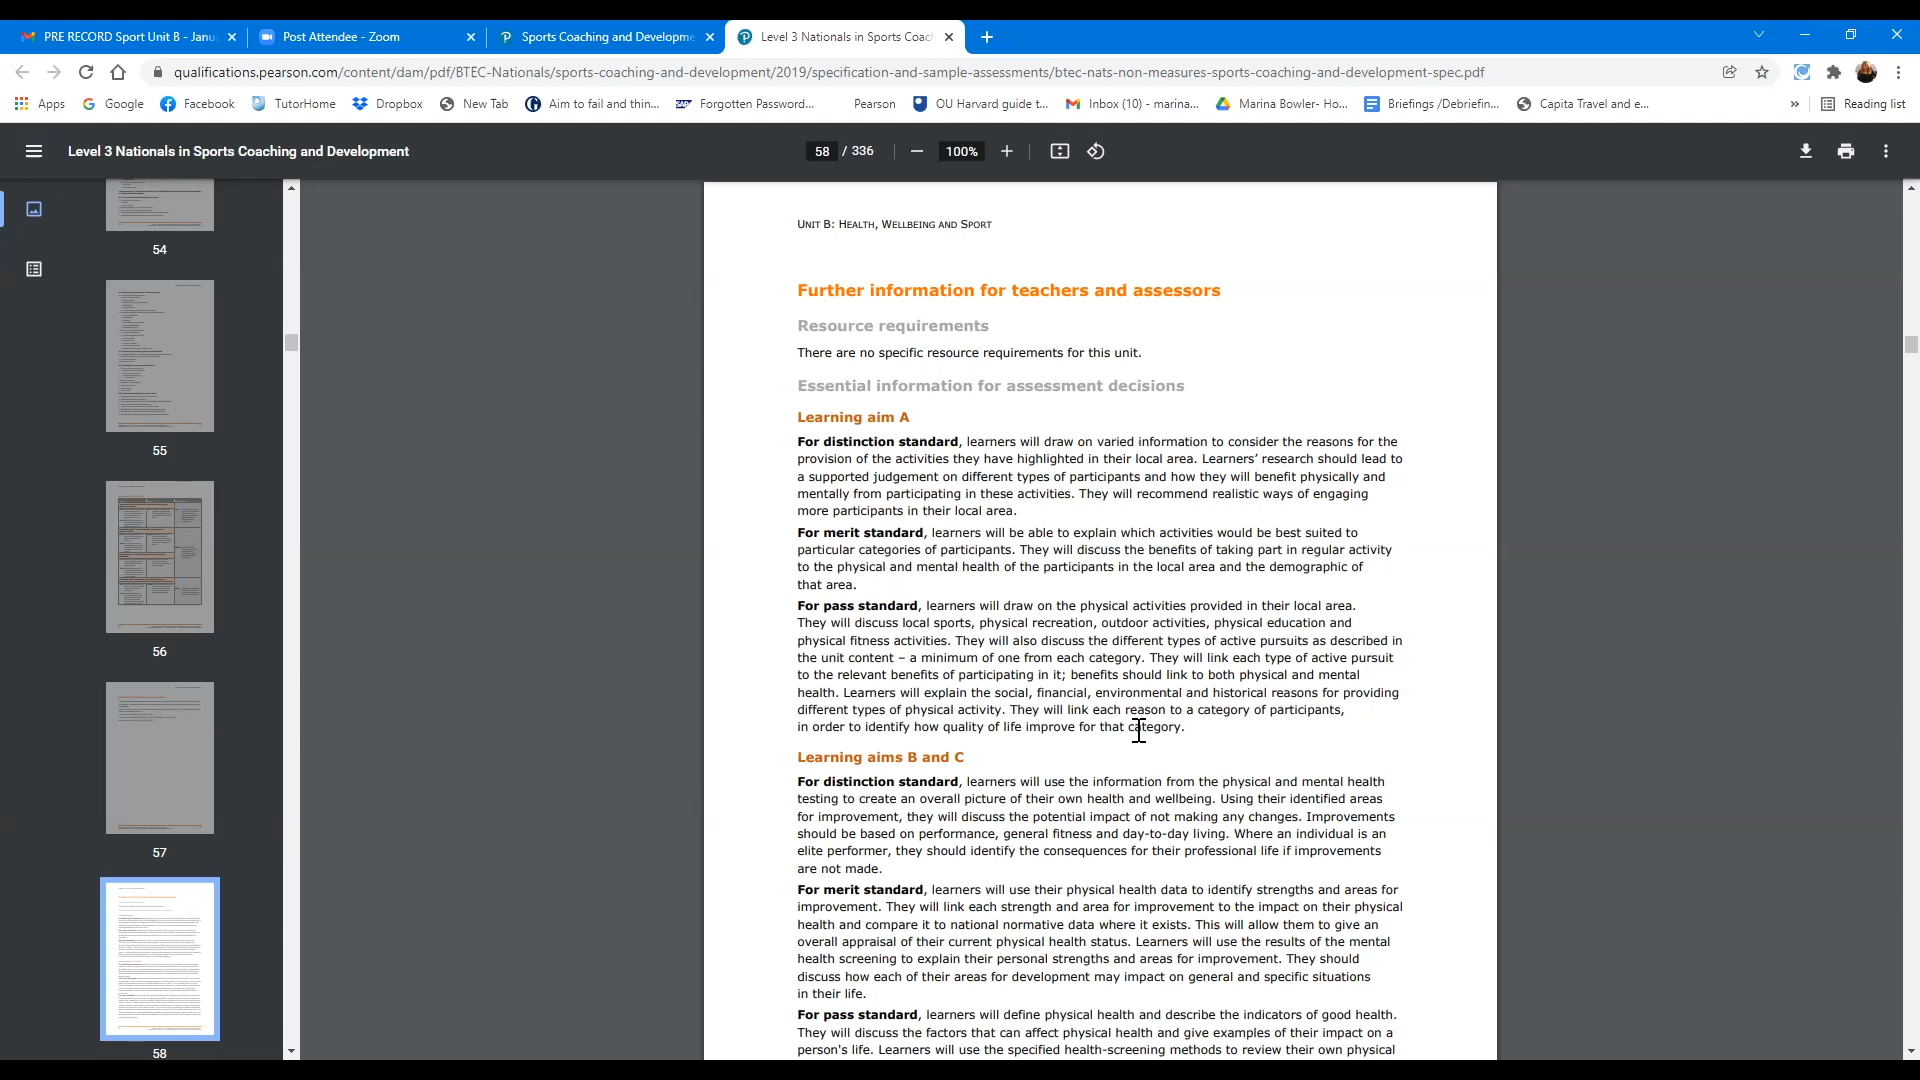 PRE RECORD Sport Unit B - Janu
Post Attendee - Zoom
Sports Coaching and Developme
Level 3 Nationals in Sports Coach
qualifications.pearson.com/content/dam/pdf/BTEC-Nationals/sports-coaching-and-development/2019/specification-and-sample-assessments/btec-nats-non-measures-sports-coaching-and-development-spec.pdf
Apps
Google
Facebook
TutorHome
Dropbox
New Tab
Aim to fail and thin...
SAP
Forgotten Password...
Pearson
OU Harvard guide t...
Inbox (10) - marina...
Marina Bowler- Ho...
Briefings /Debriefin...
Capita Travel and e...
»
Reading list
Level 3 Nationals in Sports Coaching and Development
58 / 336
100%
54
55
56
57
58
UNIT B: HEALTH, WELLBEING AND SPORT
Further information for teachers and assessors
Resource requirements
There are no specific resource requirements for this unit.
Essential information for assessment decisions
Learning aim A
For distinction standard, learners will draw on varied information to consider the reasons for the
provision of the activities they have highlighted in their local area. Learners' research should lead to
a supported judgement on different types of participants and how they will benefit physically and
mentally from participating in these activities. They will recommend realistic ways of engaging
more participants in their local area.
For merit standard, learners will be able to explain which activities would be best suited to
particular categories of participants. They will discuss the benefits of taking part in regular activity
to the physical and mental health of the participants in the local area and the demographic of
that area.
For pass standard, learners will draw on the physical activities provided in their local area.
They will discuss local sports, physical recreation, outdoor activities, physical education and
physical fitness activities. They will also discuss the different types of active pursuits as described in
the unit content – a minimum of one from each category. They will link each type of active pursuit
to the relevant benefits of participating in it; benefits should link to both physical and mental
health. Learners will explain the social, financial, environmental and historical reasons for providing
different types of physical activity. They will link each reason to a category of participants,
in order to identify how quality of life improve for that category.
Learning aims B and C
For distinction standard, learners will use the information from the physical and mental health
testing to create an overall picture of their own health and wellbeing. Using their identified areas
for improvement, they will discuss the potential impact of not making any changes. Improvements
should be based on performance, general fitness and day-to-day living. Where an individual is an
elite performer, they should identify the consequences for their professional life if improvements
are not made.
For merit standard, learners will use their physical health data to identify strengths and areas for
improvement. They will link each strength and area for improvement to the impact on their physical
health and compare it to national normative data where it exists. This will allow them to give an
overall appraisal of their current physical health status. Learners will use the results of the mental
health screening to explain their personal strengths and areas for improvement. They should
discuss how each of their areas for development may impact on general and specific situations
in their life.
For pass standard, learners will define physical health and describe the indicators of good health.
They will discuss the factors that can affect physical health and give examples of their impact on a
person's life. Learners will use the specified health-screening methods to review their own physical